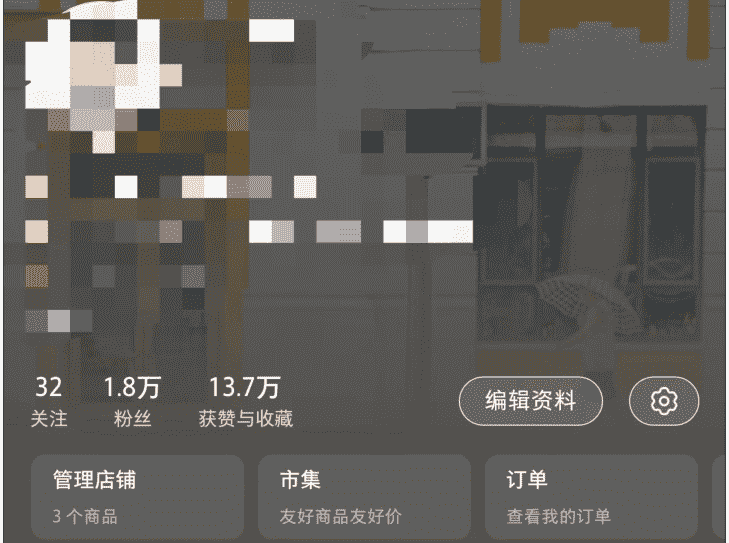 32 1.8万 13.7万
关注 粉丝 获赞与收藏
编辑资料
管理店铺 市集 订单
3个商品 友好商品友好价 查看我的订单